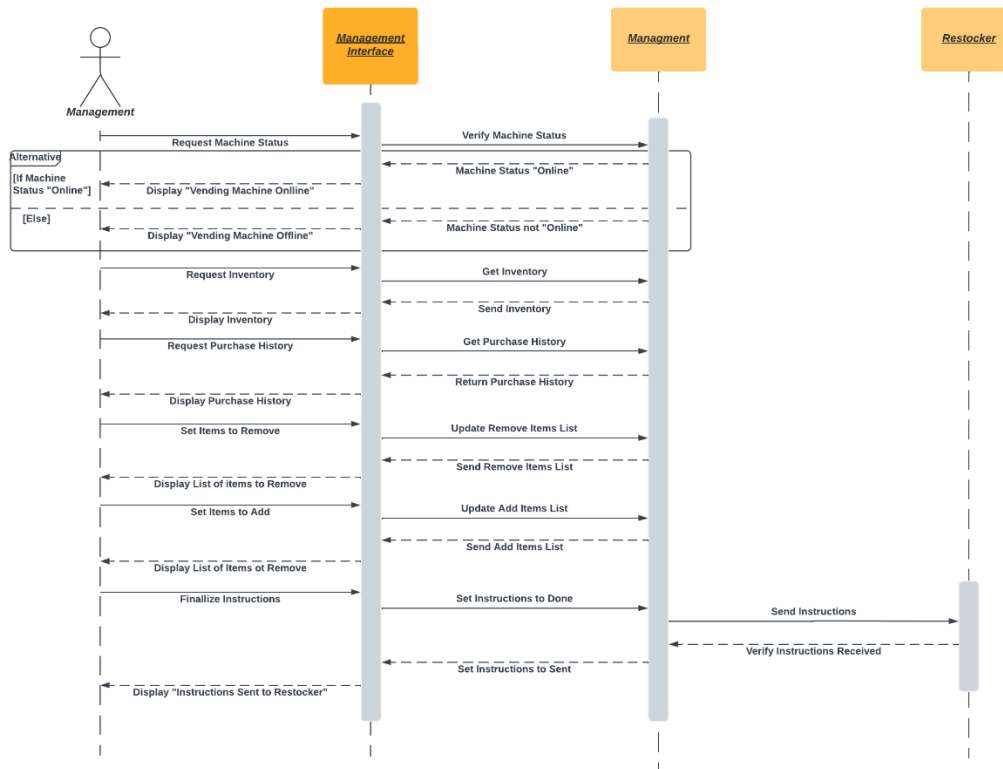 Management
Interface
Managment
Restocker
Management
Request Machine Status
Verify Machine Status
Alternative
[If Machine
Status "Online"]
Machine Status "Online"
Display "Vending Machine Onlline"
[Else]
Machine Status not "Online"
Display "Vending Machine Offline"
Request Inventory
Get Inventory
Send Inventory
Display Inventory
Request Purchase History
Get Purchase History
Return Purchase History
Display Purchase History
Set Items to Remove
Update Remove Items List
Send Remove Items List
Display List of items to Remove
Set Items to Add
Update Add Items List
Send Add Items List
Display List of Items ot Remove
Finallize Instructions
Set Instructions to Done
Send Instructions
Verify Instructions Received
Set Instructions to Sent
Display "Instructions Sent to Restocker"